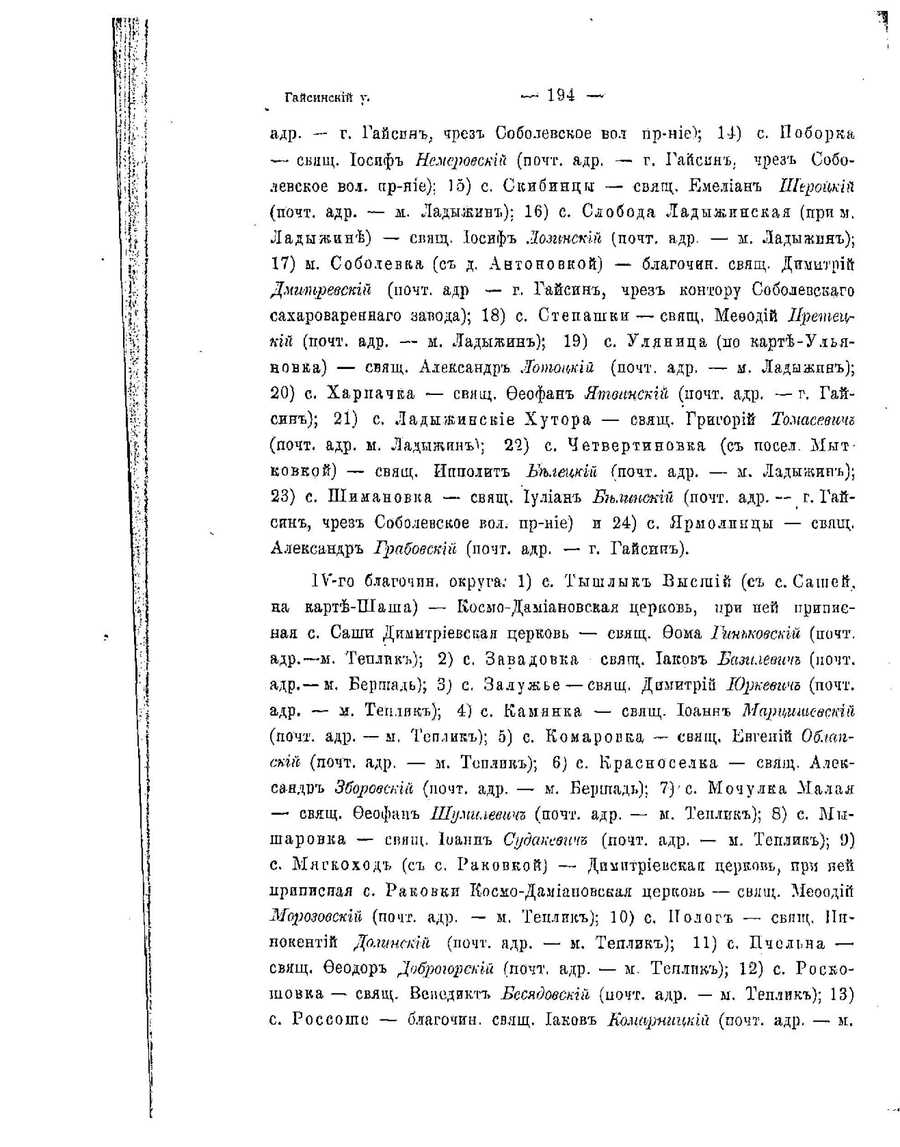 Гайсинскій у.
— 194 —
адр. — г. Гайсинъ, чрезъ Соболевское вол пр-ніе); 14) с. Поборка
— свящ. Іосифъ Немеровскій (почт. адр. — г. Гайсинъ, чрезъ Собо-
левское вол. пр-ніе); 15) с. Скибинцы — свящ. Емеліанъ Шероцкій
(почт. адр. — м. Ладыжинъ); 16) с. Слобода Ладыжинская (при м.
Ладыжинѣ) — свящ. Іосифъ Лозинскій (почт. адр. — м. Ладыжинъ);
17) м. Соболевка (съ д. Антоновкой) — благочин. свящ. Димитрій
Дмитревскій (почт. адр — г. Гайсин, чрезъ контору Соболевскаго
сахаровареннаго завода); 18) с. Степашки — свящ. Меѳодій Претец-
кій (почт. адр. — м. Ладыжинъ); 19) с. Уляница (по картѣ-Улья-
новка) — свящ. Александръ Лотоцкій (почт. адр. — м. Ладыжинъ);
20) с. Харпачка — свящ. Ѳеофанъ Ятвинскій (почт. адр. — г. Гай-
синъ); 21) с. Ладыжинскіе Хутора — свящ. Григорій Томасевичъ
(почт. адр. м. Ладыжинъ); 22) с. Четвертиновка (съ посел. Мыт-
ковкой) — свящ. Ипполит Бѣлецкій (почт. адр. — м. Ладыжинъ);
23) с. Шимановка — свящ. Іуліанъ Бѣлинскій (почт. адр. — г. Гай-
синъ, чрезъ Соболевское вол. пр-ніе) и 24) с. Ярмолинцы — свящ.
Александръ Грабовскій (почт. адр. — г. Гайсинъ).
IV-го благочин. округа: 1) с. Тышлыкъ Высшій (съ с. Сашей,
на картѣ-Шаша) — Космо-Даміановская церковь, при ней припис-
ная с. Саши Димитріевская церковь — свящ. Ѳома Гиньковскій (почт.
адр.—м. Тепликъ); 2) с. Завадовка свящ. Іаковъ Базилевичъ (почт.
адр.— м. Бершадь); 3) с. Залужье — свящ. Димитрій Юркевичъ (почт.
адр. — м. Тепликъ); 4) с. Камянка — свящ. Іоаннъ Марцишевскій
(почт. адр. — м. Тепликъ); 5) с. Комаровка — свящ. Евгеній Облан-
скій (почт. адр. — м. Тепликъ); 6) с. Красноселка — свящ. Алек-
сандръ Зборовскій (почт. адр. — м. Бершадь); 7) с. Мочулка Малая
— свящ. Ѳеофанъ Шумилевичъ (почт. адр. — м. Тепликъ); 8) с. Мы-
шаровка — свящ. Іоаннъ Судакевичъ (почт. адр. — м. Тепликъ); 9)
с. Мягкоходъ (съ с. Раковкой) — Димитріевская церковь, при ней
приписная с. Раковки Космо-Даміановская церковь — свящ. Меѳодій
Морозовскій (почт. адр. — м. Тепликъ); 10) с. Пологъ — свящ. Ин-
нокентій Долинскій (почт. адр. — м. Тепликъ); 11) с. Пчельна —
свящ. Ѳеодоръ Доброгорскій (почт. адр. — м. Тепликъ); 12) с. Роско-
шовка — свящ. Венедиктъ Бесядовскій (почт. адр. — м. Тепликъ); 13)
с. Россоше — благочин. свящ. Іаковъ Комарницкій (почт. адр. — м.